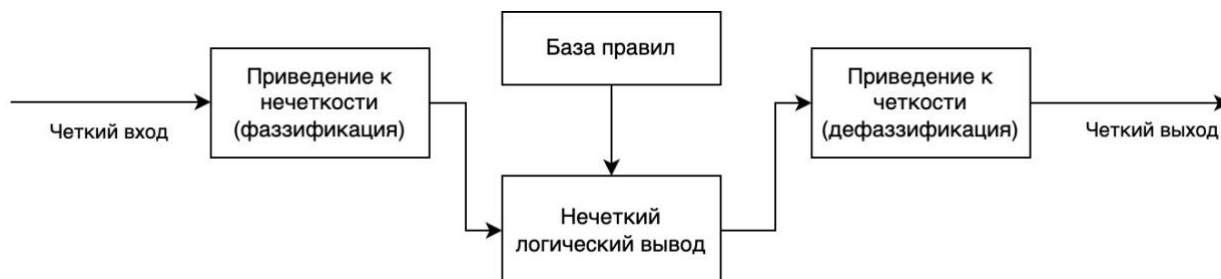 База правил
Приведение к
нечеткости
(фаззификация)
Приведение к
четкости
(дефаззификация)
Четкий вход
Четкий выход
Нечеткий
логический вывод